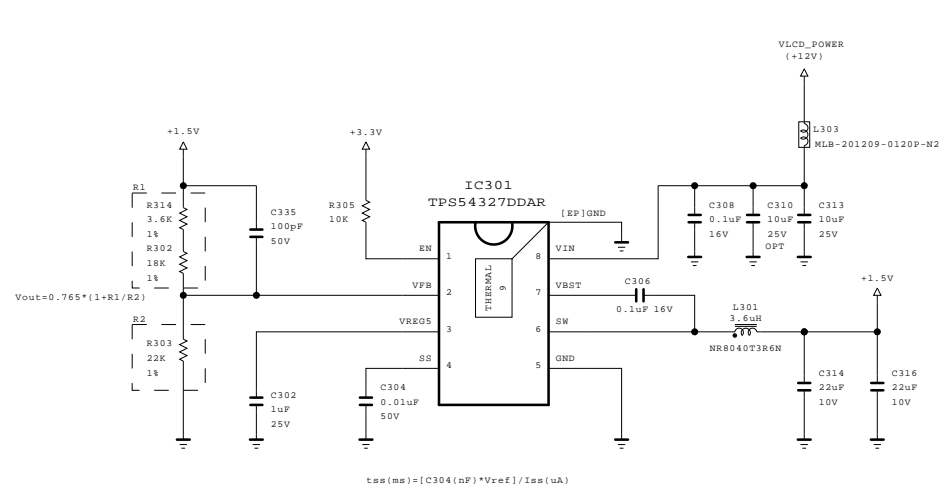 VLCD_POWER
(+12V)
L303
MLB-201209-0120P-N2
+1.5V
+3.3V
R1
R314
3.6K
1%
R302
18K
1%
C335
100pF
50V
R305
10K
IC301
TPS54327DDAR
[EP]GND
C308
0.1uF
16V
C310
10uF
25V
OPT
C313
10uF
25V
EN
1
THERMAL
9
8
VIN
Vout=0.765*(1+R1/R2)
VFB
2
7
VBST
C306
0.1uF 16V
+1.5V
R2
R303
22K
1%
VREG5
3
6
SW
L301
3.6uH
NR8040T3R6N
SS
4
5
GND
C302
1uF
25V
C304
0.01uF
50V
C314
22uF
10V
C316
22uF
10V
tss(ms)=[C304(nF)*Vref]/Iss(uA)